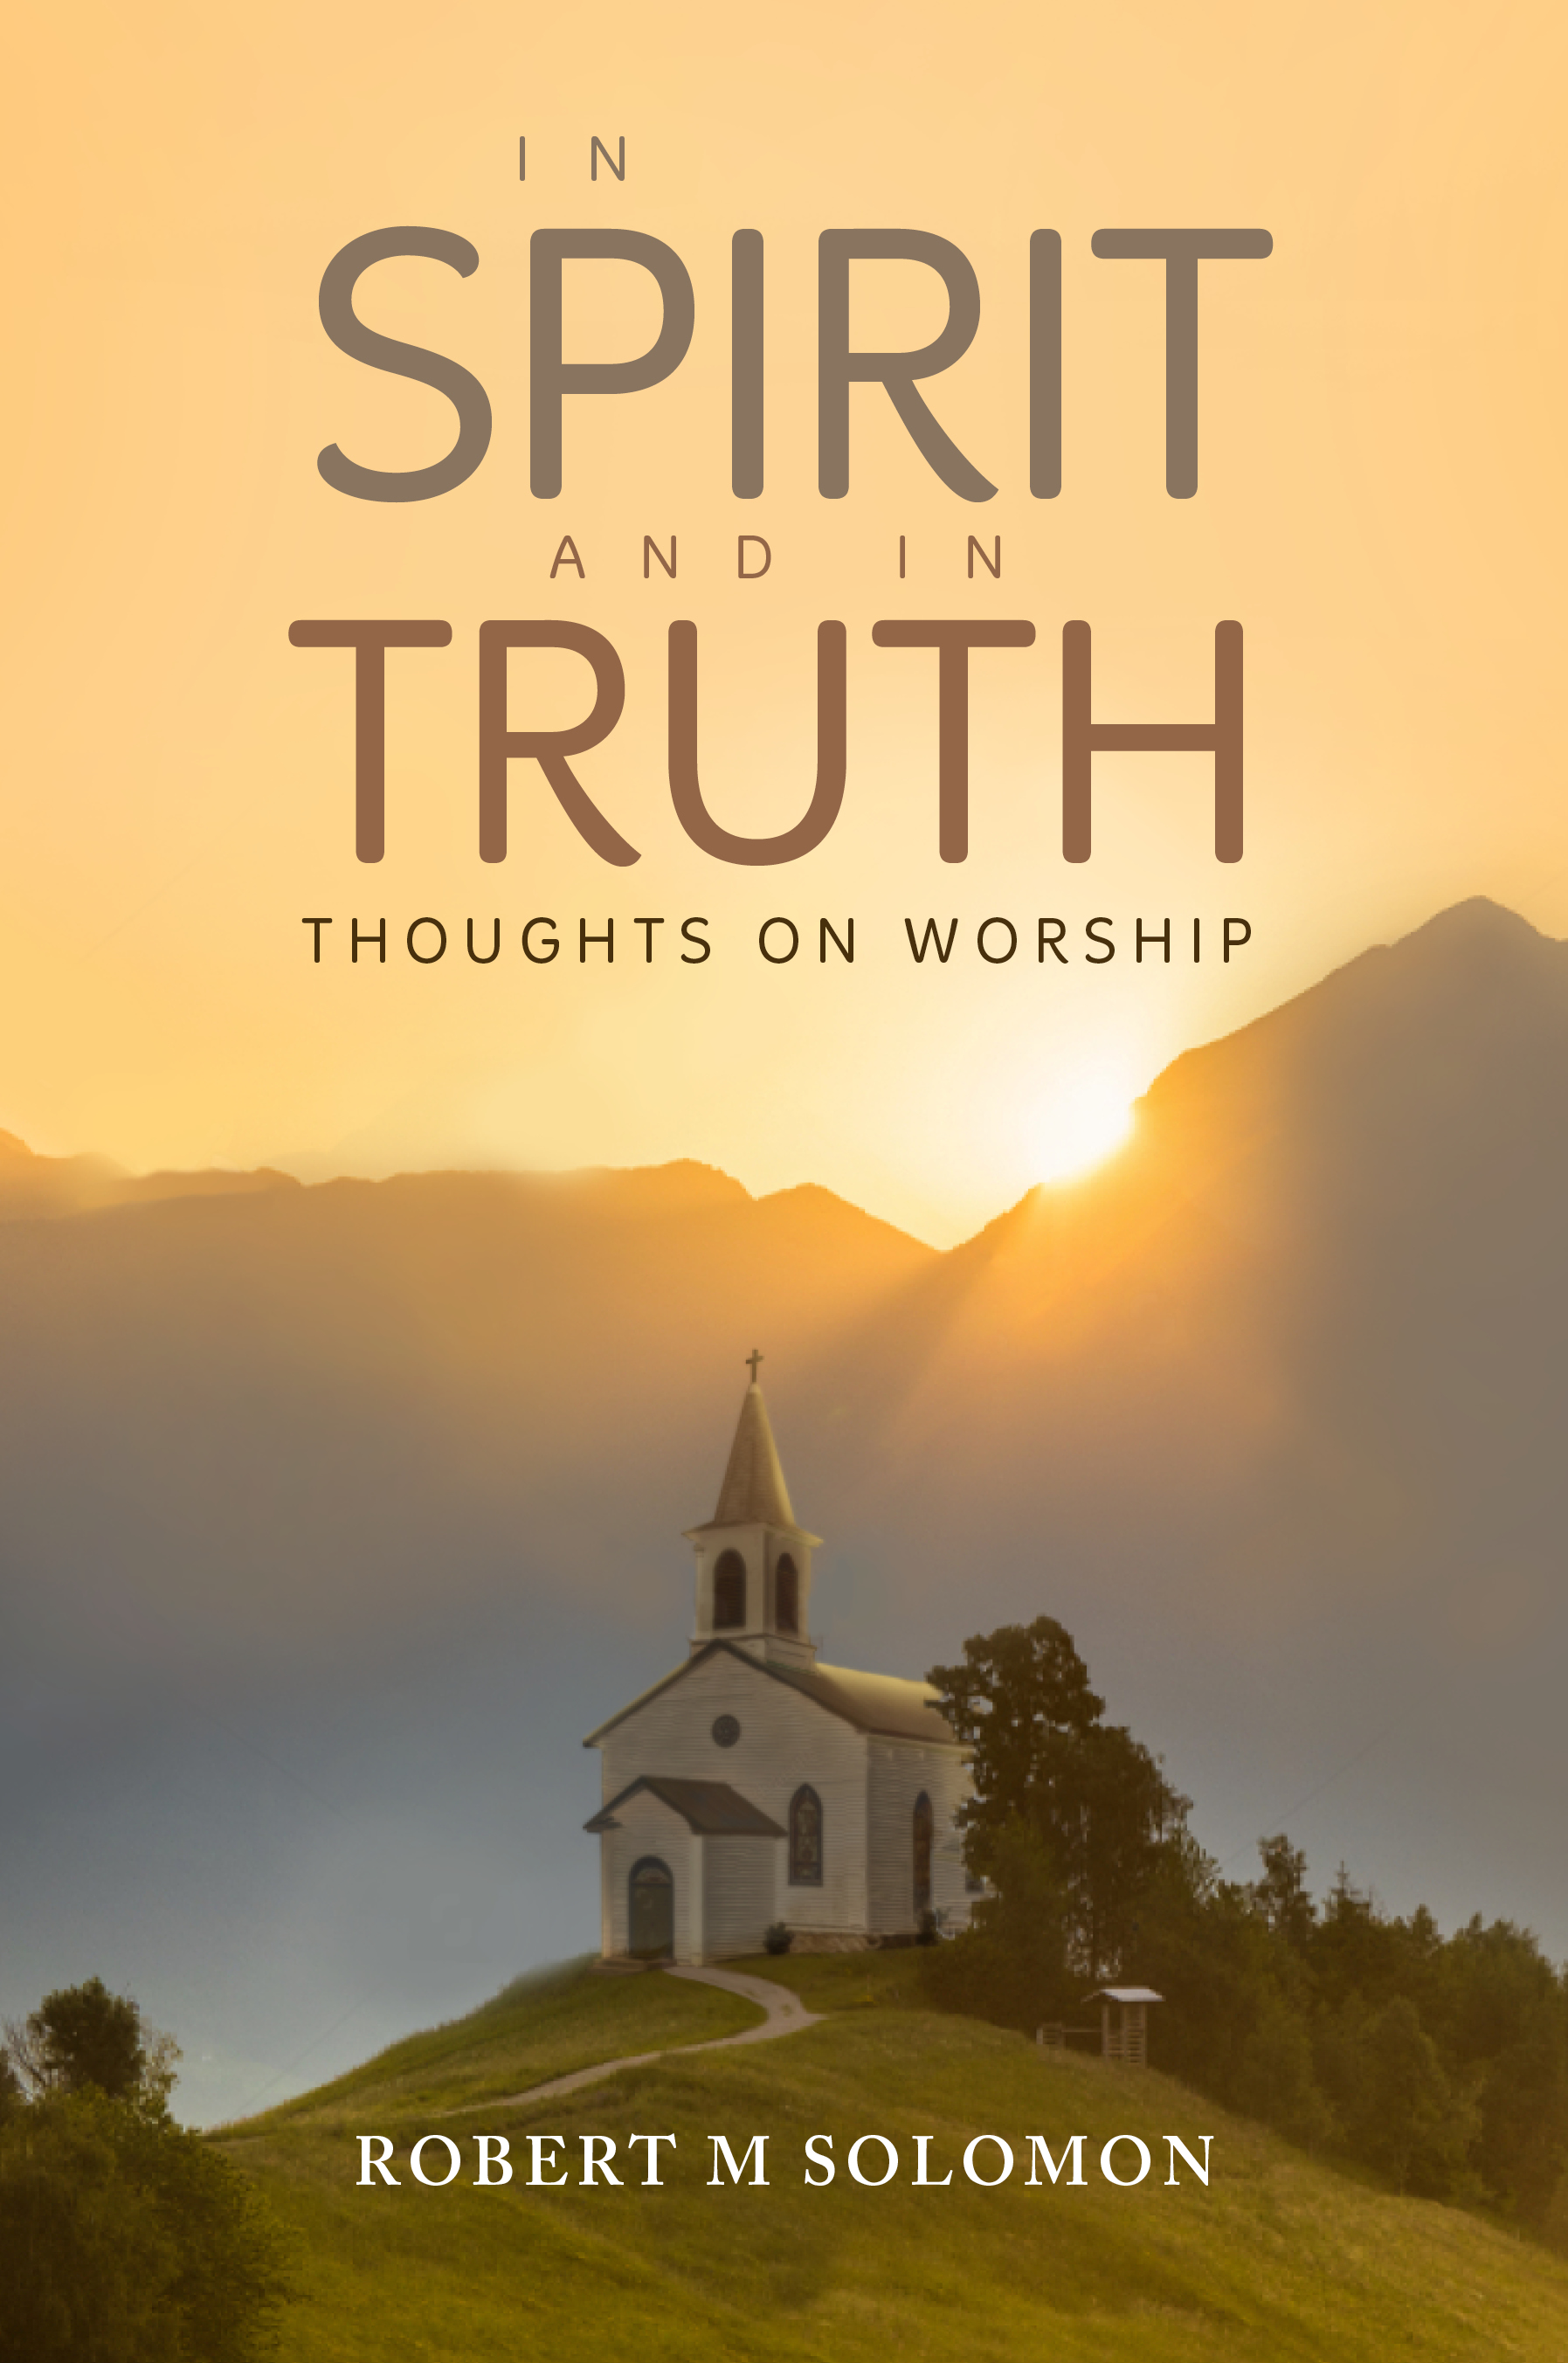 IN
SPIRIT
AND IN
TRUTH
THOUGHTS ON WORSHIP
ROBERT M SOLOMON